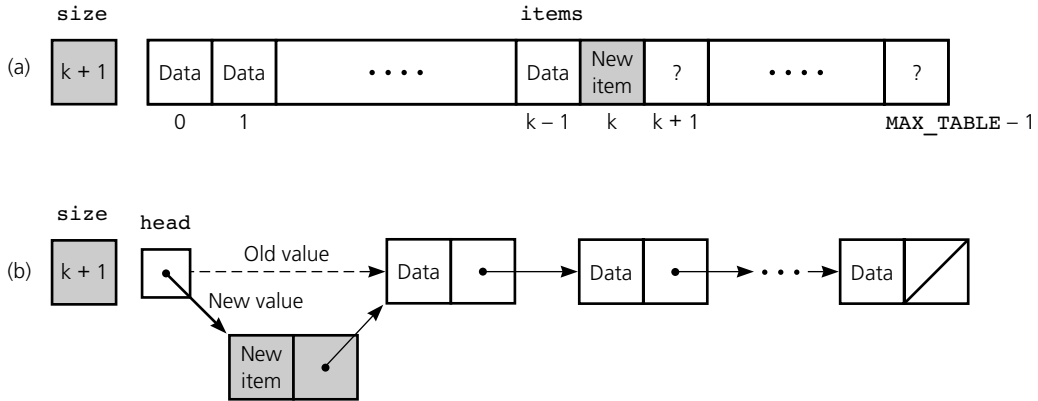 size items
(a) k + 1 Data Data • • • • Data New item ? • • • • ?
0 1 k – 1 k k + 1 MAX_TABLE – 1
size
head
(b) k + 1 Old value Data Data • • • Data
New value
New item